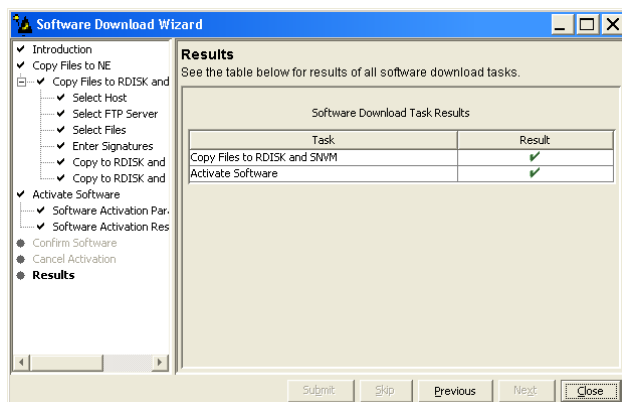 Software Download Wizard
Introduction
Copy Files to NE
Copy Files to RDISK and
Select Host
Select FTP Server
Select Files
Enter Signatures
Copy to RDISK and
Copy to RDISK and
Activate Software
Software Activation Par
Software Activation Res
Confirm Software
Cancel Activation
Results
Results
See the table below for results of all software download tasks.
Software Download Task Results
Task Result
Copy Files to RDISK and SNVM
Activate Software
Submit Skip Previous Next Close